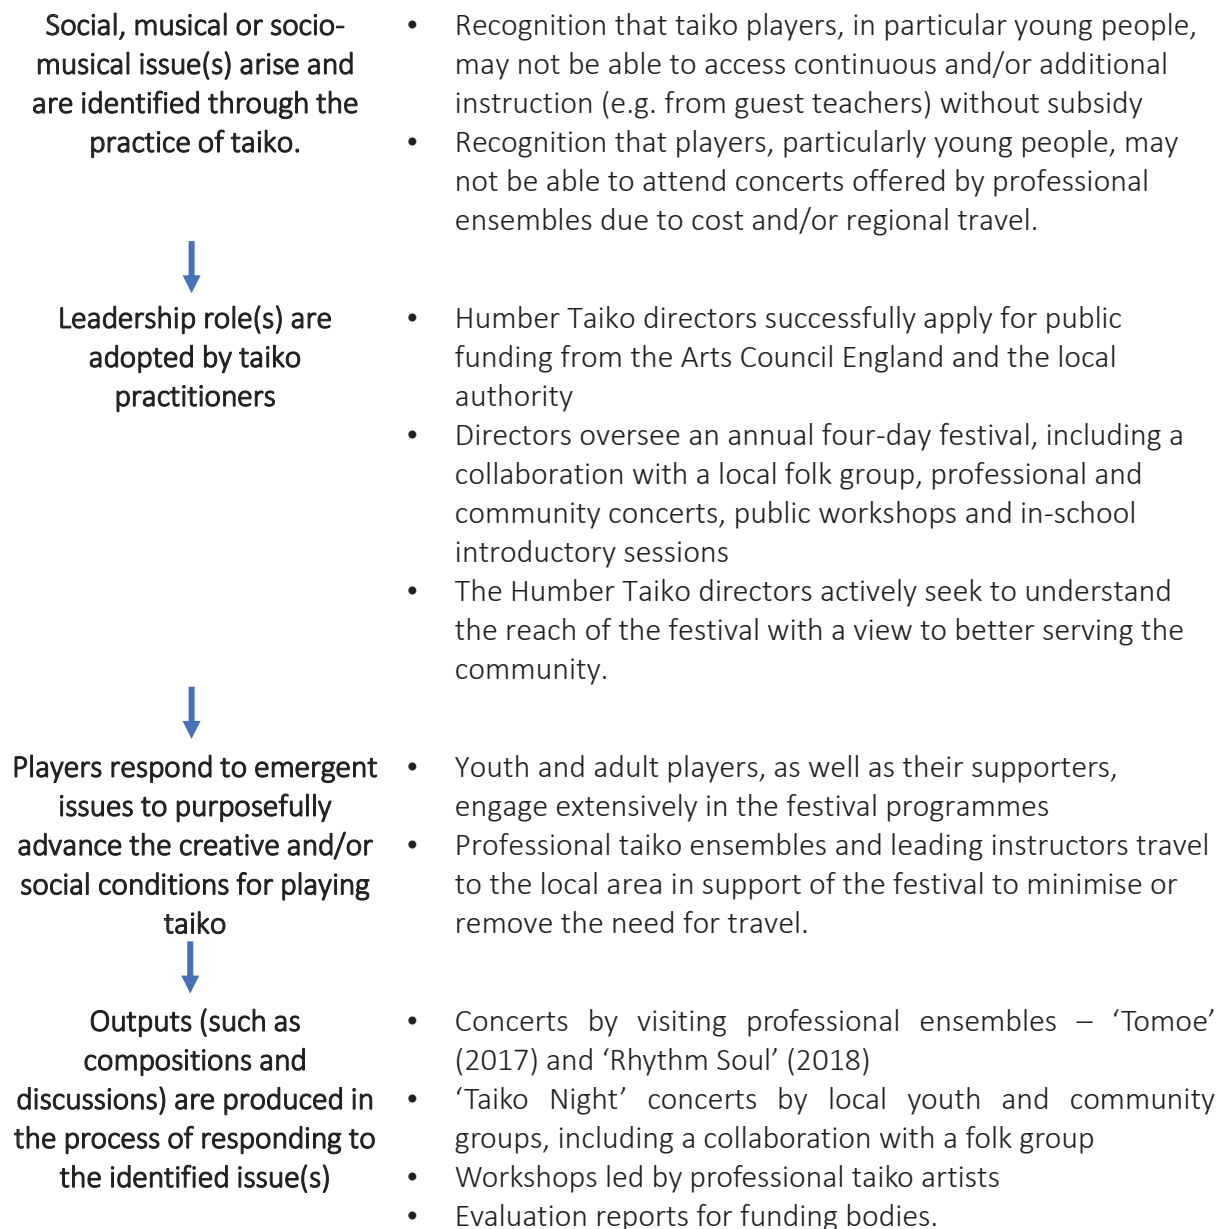 Social, musical or socio-
musical issue(s) arise and
are identified through the
practice of taiko.
• Recognition that taiko players, in particular young people,
may not be able to access continuous and/or additional
instruction (e.g. from guest teachers) without subsidy
• Recognition that players, particularly young people, may
not be able to attend concerts offered by professional
ensembles due to cost and/or regional travel.
Leadership role(s) are
adopted by taiko
practitioners
• Humber Taiko directors successfully apply for public
funding from the Arts Council England and the local
authority
• Directors oversee an annual four-day festival, including a
collaboration with a local folk group, professional and
community concerts, public workshops and in-school
introductory sessions
• The Humber Taiko directors actively seek to understand
the reach of the festival with a view to better serving the
community.
Players respond to emergent
issues to purposefully
advance the creative and/or
social conditions for playing
taiko
• Youth and adult players, as well as their supporters,
engage extensively in the festival programmes
• Professional taiko ensembles and leading instructors travel
to the local area in support of the festival to minimise or
remove the need for travel.
Outputs (such as
compositions and
discussions) are produced in
the process of responding to
the identified issue(s)
• Concerts by visiting professional ensembles – ‘Tomoe’
(2017) and ‘Rhythm Soul’ (2018)
• ‘Taiko Night’ concerts by local youth and community
groups, including a collaboration with a folk group
• Workshops led by professional taiko artists
• Evaluation reports for funding bodies.